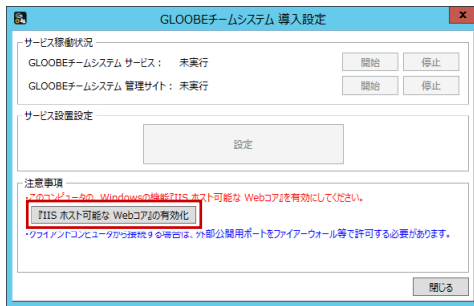 GLOOBEチームシステム 導入設定
x
サービス稼働状況
GLOOBEチームシステム サービス： 未実行
開始 停止
GLOOBEチームシステム 管理サイト： 未実行
開始 停止
サービス設置設定
設定
注意事項
・このコンピュータの、Windowsの機能『IIS ホスト可能な Webコア』を有効にしてください。
『IIS ホスト可能な Webコア』の有効化
・クライアントコンピュータから接続する場合は、外部公開用ポートをファイアーウォール等で許可する必要があります。
閉じる